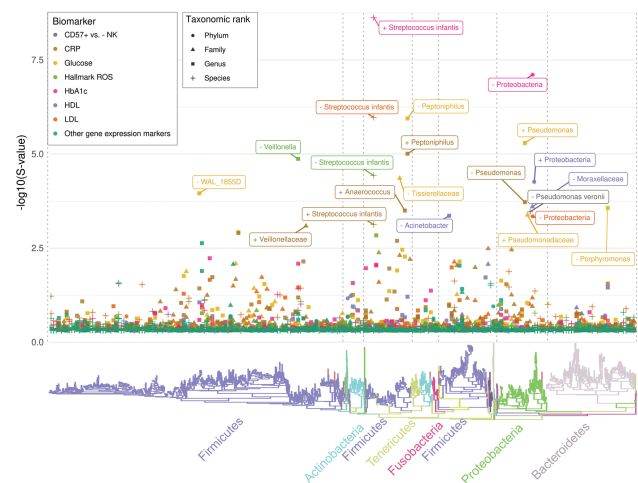 Biomarker
CD57+ vs. - NK
CRP
Glucose
Hallmark ROS
HbA1c
HDL
LDL
Other gene expression markers
Taxonomic rank
Phylum
Family
Genus
Species
-log10(S-value)
8.75
7.5
5.0
2.5
0.0
+ Streptococcus infantis
- Proteobacteria
- Streptococcus infantis
- Peptoniphilus
+ Pseudomonas
- Veillonella
+ Peptoniphilus
- Streptococcus infantis
+ Proteobacteria
- Pseudomonas
- Moraxellaceae
- WAL_1855D
- Tissierellaceae
+ Anaerococcus
- Pseudomonas veronii
+ Streptococcus infantis
- Acinetobacter
- Proteobacteria
+ Veillonellaceae
+ Pseudomonadaceae
- Porphyromonas
Firmicutes
Actinobacteria
Firmicutes
Tenericutes
Fusobacteria
Firmicutes
Proteobacteria
Bacteroidetes